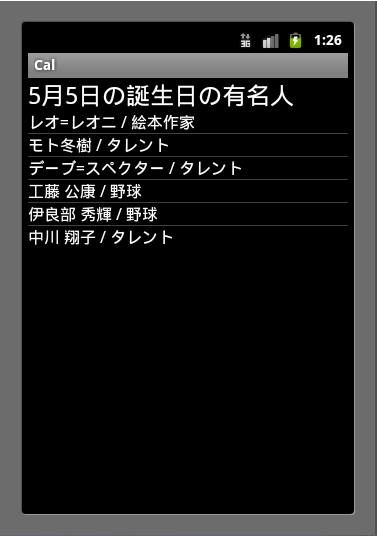 1:26
Cal
5月5日の誕生日の有名人
レオ=レオニ / 絵本作家
モト冬樹 / タレント
デーブ=スペクター / タレント
工藤 公康 / 野球
伊良部 秀輝 / 野球
中川 翔子 / タレント